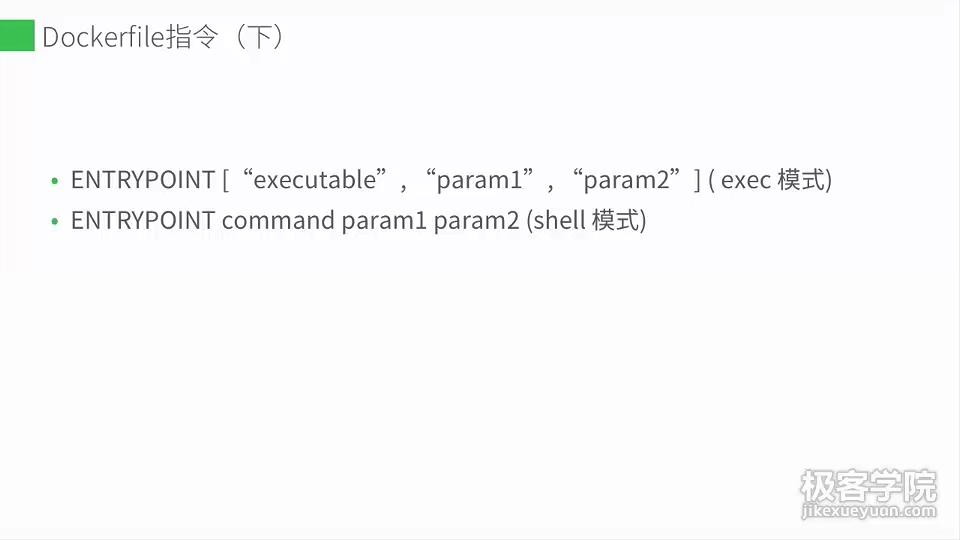 Dockerfile指令（下）
• ENTRYPOINT [ “executable” , “param1” , “param2” ] ( exec 模式)
• ENTRYPOINT command param1 param2 (shell 模式)
极客学院
jikexueyuan.com